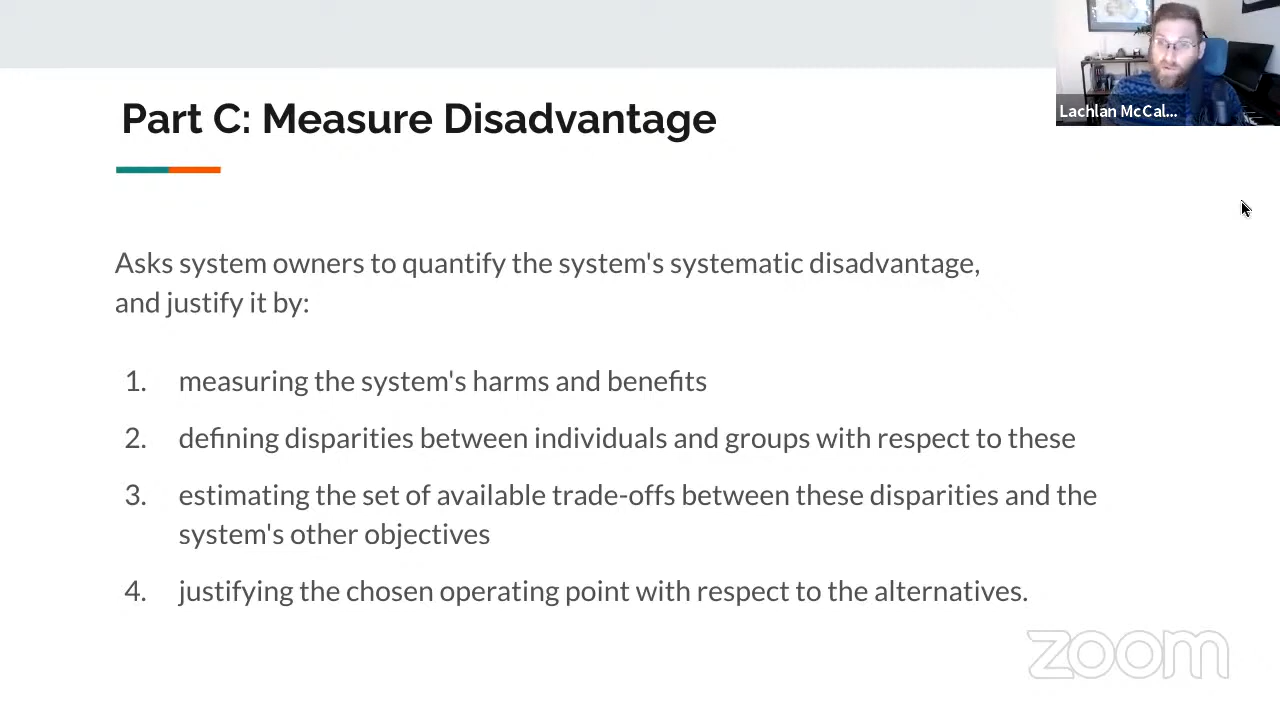 Part C: Measure Disadvantage
Lachlan McCal...
Asks system owners to quantify the system's systematic disadvantage,
and justify it by:
1. measuring the system's harms and benefits
2. defining disparities between individuals and groups with respect to these
3. estimating the set of available trade-offs between these disparities and the
system's other objectives
4. justifying the chosen operating point with respect to the alternatives.
zoom